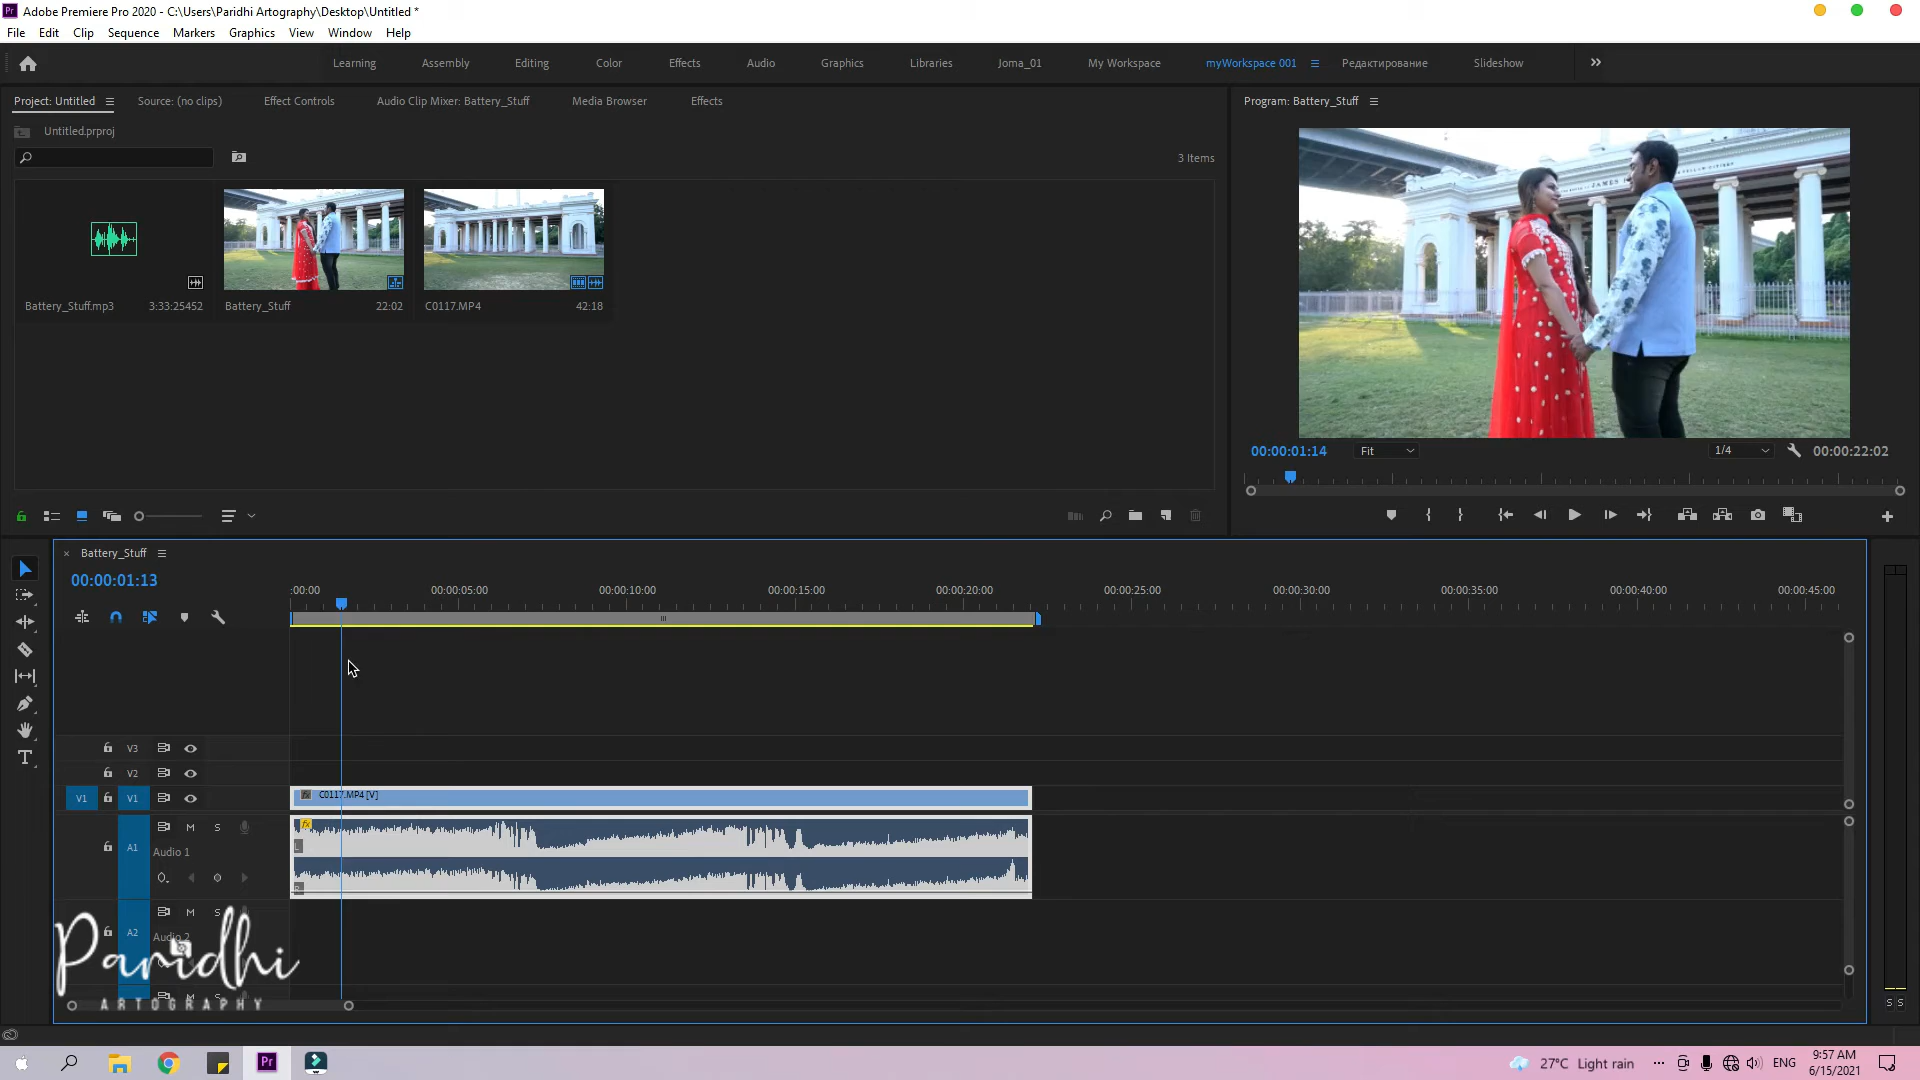 Adobe Premiere Pro 2020 - C:\Users\Paridhi Artography\Desktop\Untitled *
File Edit Clip Sequence Markers Graphics View Window Help
Learning Assembly Editing Color Effects Audio Graphics Libraries Joma_01 My Workspace myWorkspace 001 Редактирование Slideshow
Project: Untitled Source: (no clips) Effect Controls Audio Clip Mixer: Battery_Stuff Media Browser Effects
Program: Battery_Stuff
Untitled.prproj
3 Items
Battery_Stuff.mp3 3:33:25452 Battery_Stuff 22:02 C0117.MP4 42:18
JAMES
00:00:01:14 Fit 1/4 00:00:22:02
Battery_Stuff
00:00:01:13
:00:00 00:00:05:00 00:00:10:00 00:00:15:00 00:00:20:00 00:00:25:00 00:00:30:00 00:00:35:00 00:00:40:00 00:00:45:00
V3
V2
V1 V1 C0117.MP4 [V]
fx
M S
A1 L
Audio 1
R
M S
A2 Audio 2
Paridhi
ARTOGRAPHY
M S
S S
Pr 27°C Light rain ENG 9:57 AM
6/15/2021